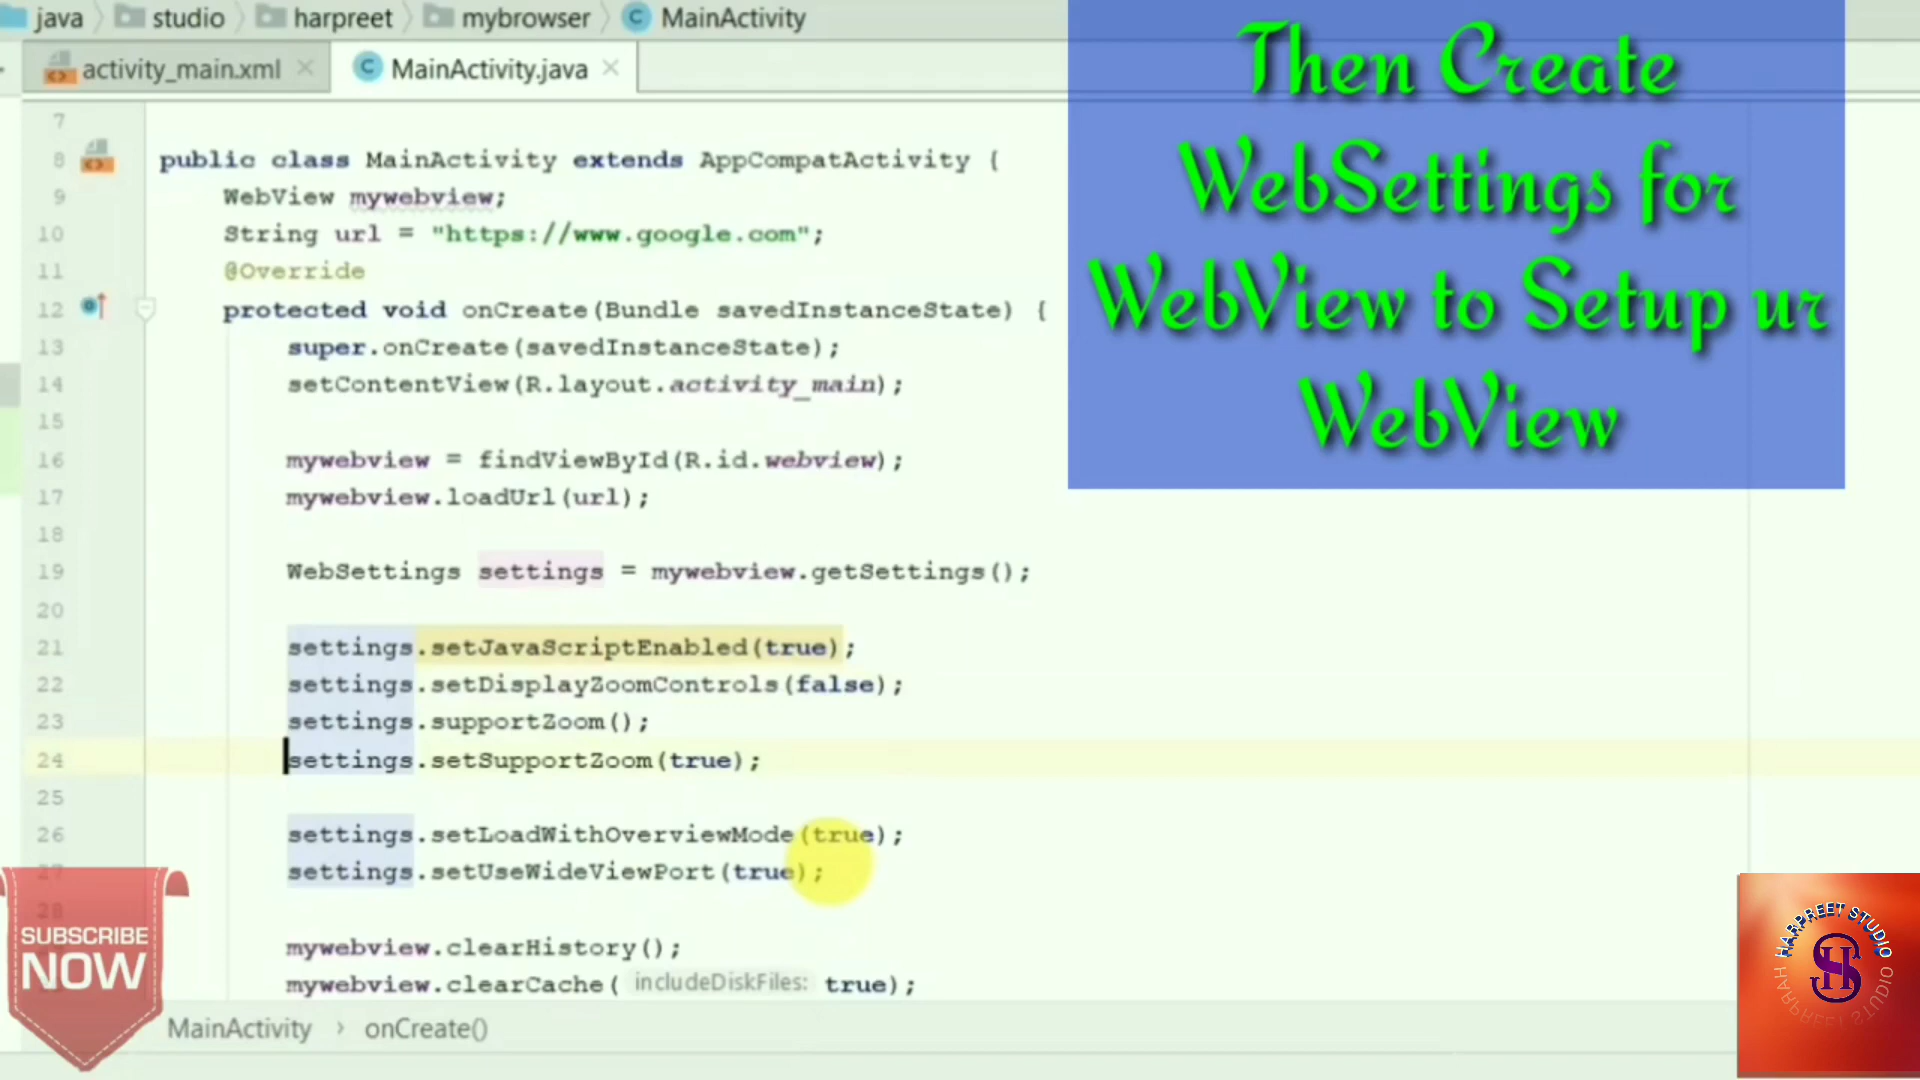 java studio harpreet mybrowser MainActivity
activity_main.xml MainActivity.java
Then Create
WebSettings for
WebView to Setup ur
WebView
7
8 public class MainActivity extends AppCompatActivity {
9 WebView mywebview;
10 String url = "https://www.google.com";
11 @Override
12 protected void onCreate(Bundle savedInstanceState) {
13 super.onCreate(savedInstanceState);
14 setContentView(R.layout.activity_main);
15
16 mywebview = findViewById(R.id.webview);
17 mywebview.loadUrl(url);
18
19 WebSettings settings = mywebview.getSettings();
20
21 settings.setJavaScriptEnabled(true);
22 settings.setDisplayZoomControls(false);
23 settings.supportZoom();
24 settings.setSupportZoom(true);
25
26 settings.setLoadWithOverviewMode(true);
27 settings.setUseWideViewPort(true);
28
mywebview.clearHistory();
mywebview.clearCache( includeDiskFiles: true);
MainActivity › onCreate()
SUBSCRIBE
NOW
HARPREET STUDIO
HARPREET STUDIO